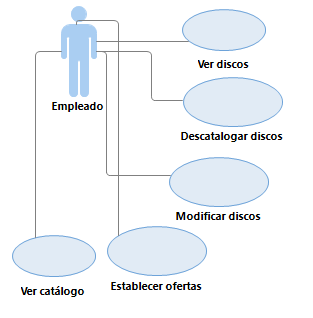 Ver discos
Empleado
Descatalogar discos
Modificar discos
Ver catálogo
Establecer ofertas